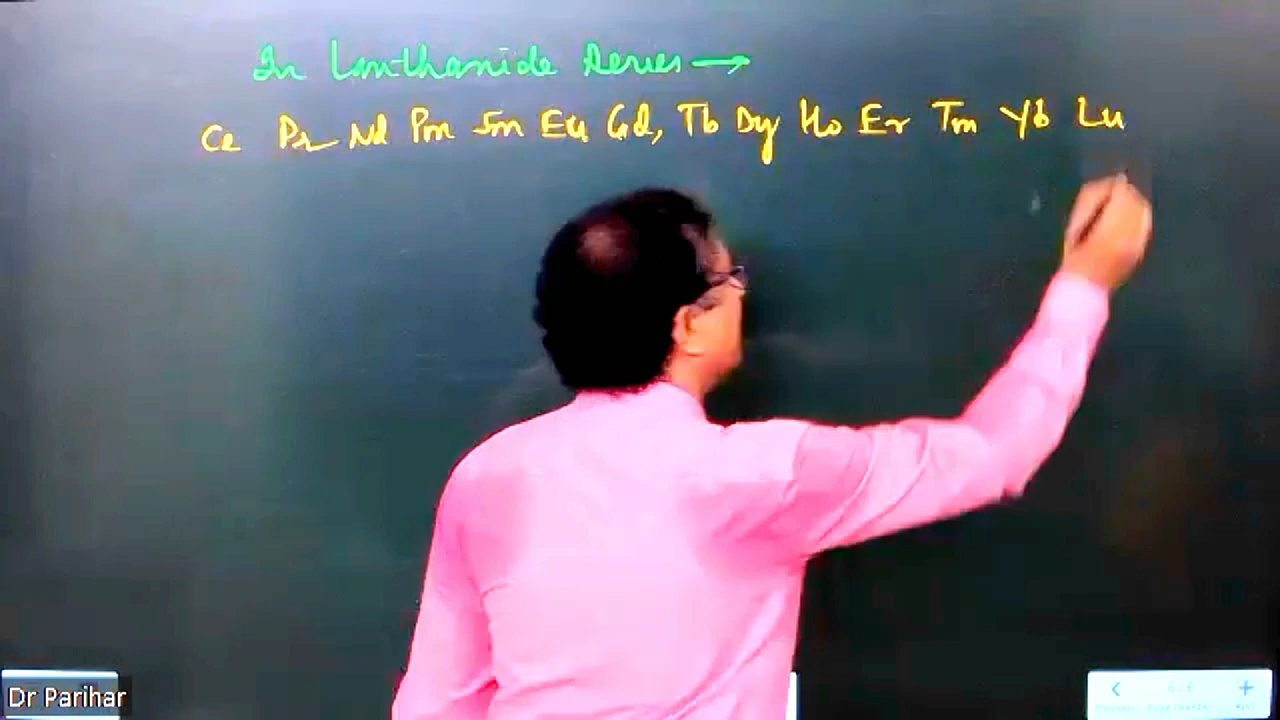 In Lanthanide Series →
Ce Pr Nd Pm Sm Eu Gd, Tb Dy Ho Er Tm Yb Lu
Dr Parihar